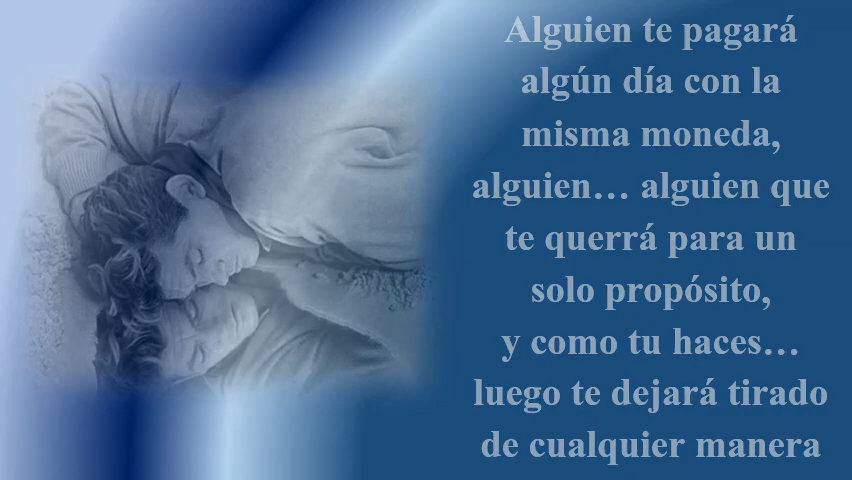 Alguien te pagará
algún día con la
misma moneda,
alguien… alguien que
te querrá para un
solo propósito,
y como tu haces…
luego te dejará tirado
de cualquier manera